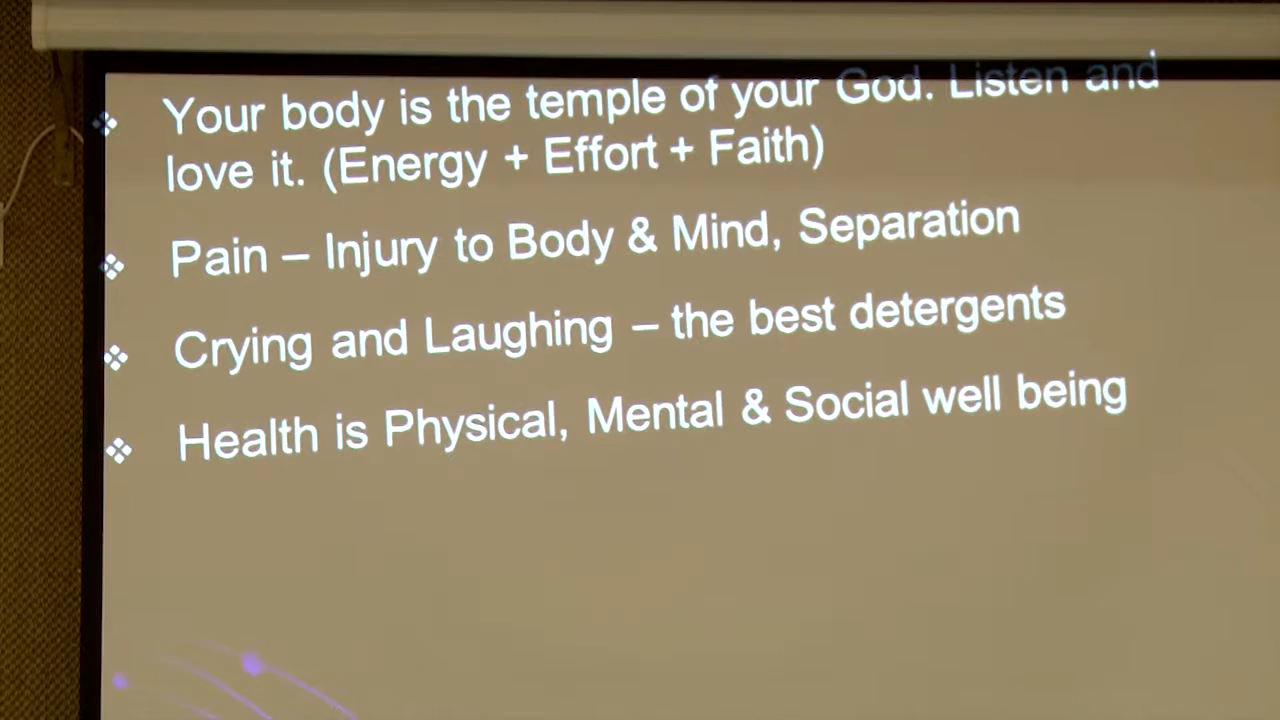 ❖ Your body is the temple of your God. Listen and
love it. (Energy + Effort + Faith)
❖ Pain – Injury to Body & Mind, Separation
❖ Crying and Laughing – the best detergents
❖ Health is Physical, Mental & Social well being